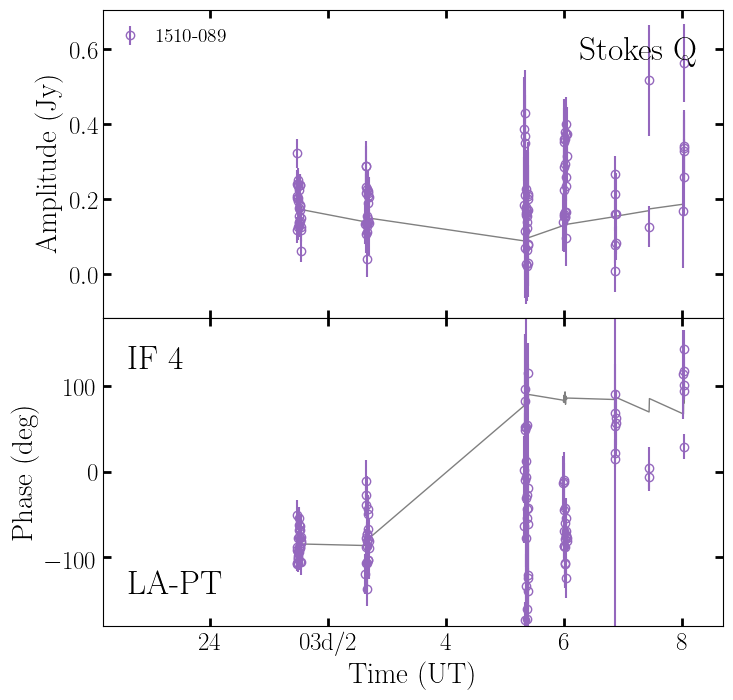 1510-089
Stokes Q
0.6
0.4
0.2
0.0
Amplitude (Jy)
IF 4
100
0
−100
Phase (deg)
LA-PT
24 03d/2 4 6 8
Time (UT)